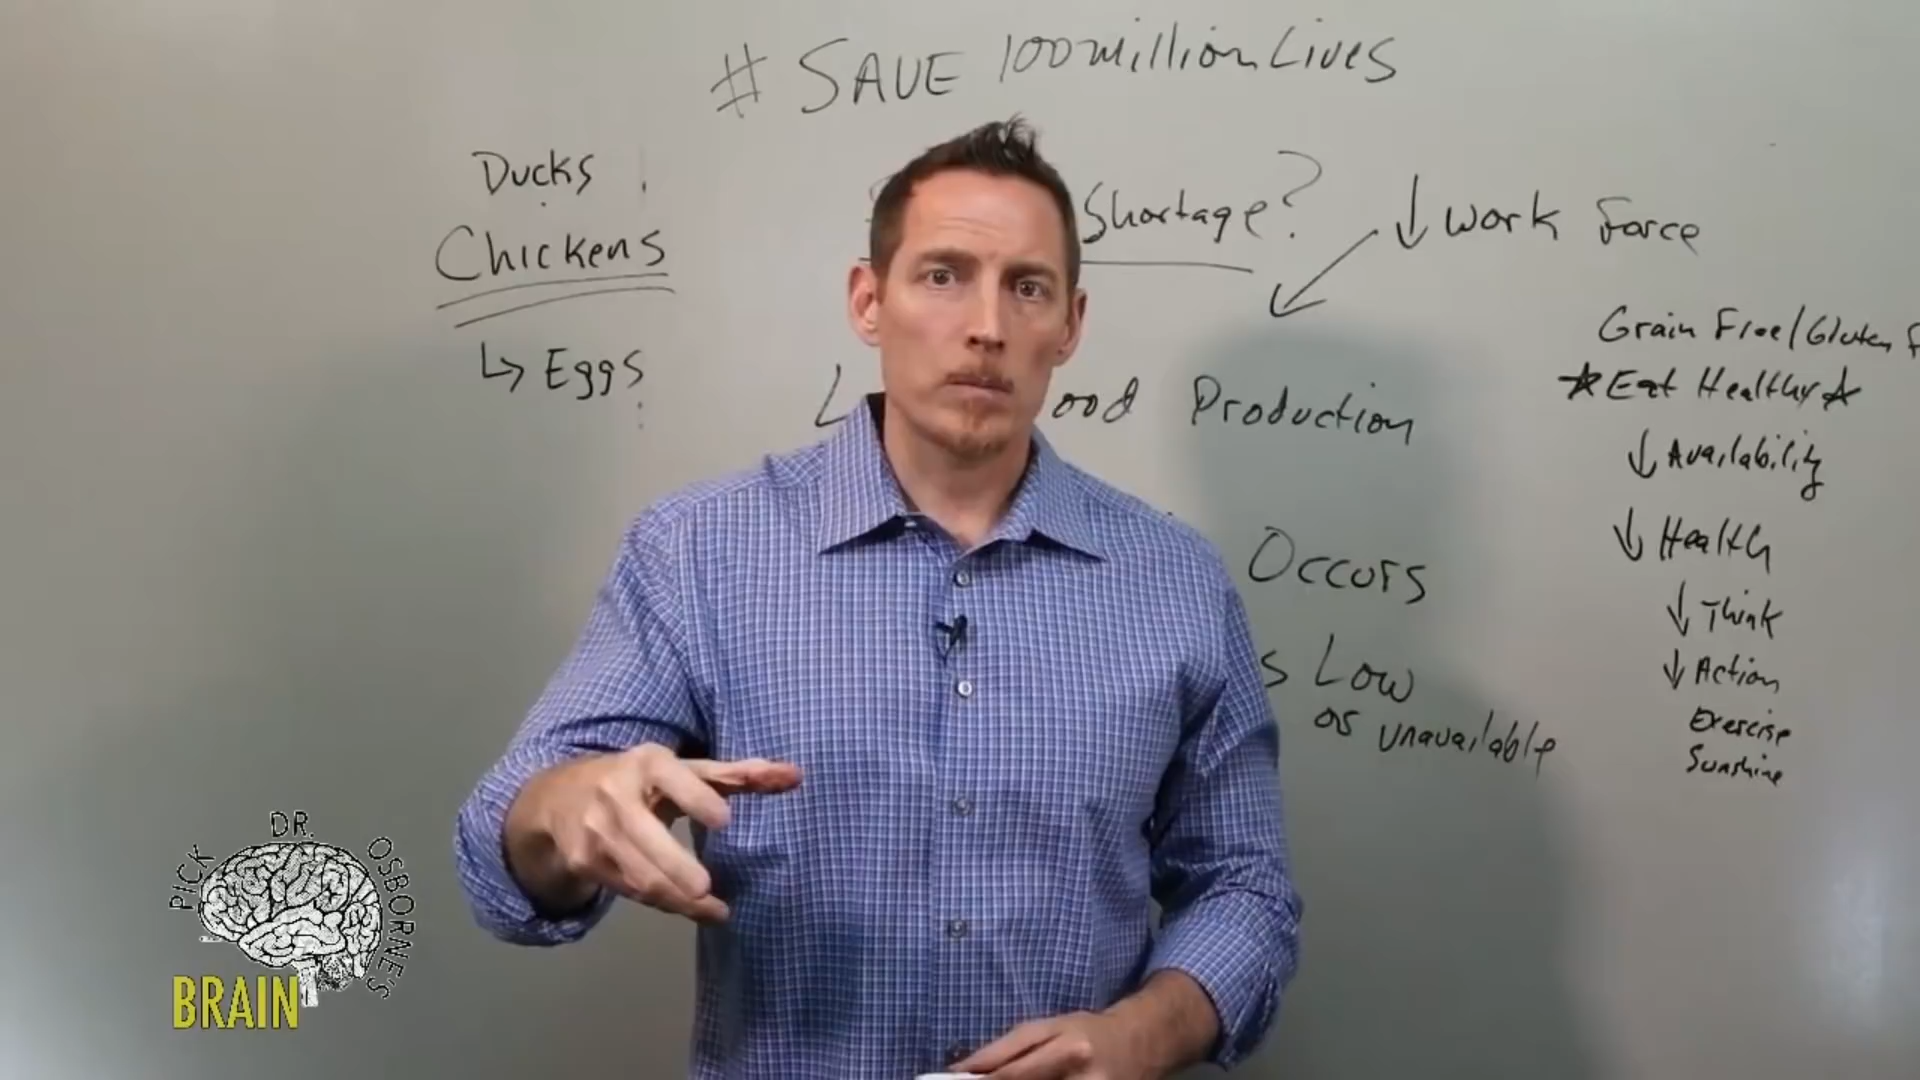 # SAVE 100 million Lives
Ducks
Chickens
↳ Eggs
Shortage?
↓ Work Force
ood Production
Occurs
s Low
or unavailable
Grain Free/Gluten F
★ Eat Healthy ☆
↓ Availability
↓ Health
↓ Think
↓ Action
Exercise
Sunshine
PICK DR. OSBORNE'S
BRAIN